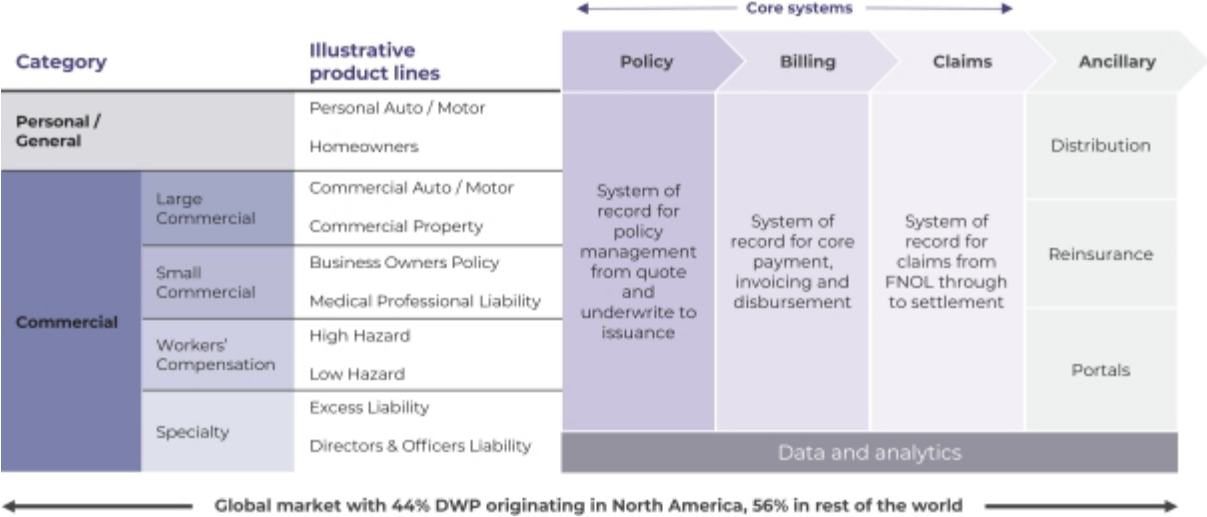 Core systems
Category
Illustrative
product lines
Policy
Billing
Claims
Ancillary
Personal /
General
Personal Auto / Motor
Homeowners
Commercial
Large
Commercial
Commercial Auto / Motor
Commercial Property
Small
Commercial
Business Owners Policy
Medical Professional Liability
Workers'
Compensation
High Hazard
Low Hazard
Specialty
Excess Liability
Directors & Officers Liability
System of
record for
policy
management
from quote
and
underwrite to
issuance
System of
record for core
payment,
invoicing and
disbursement
System of
record for
claims from
FNOL through
to settlement
Distribution
Reinsurance
Portals
Data and analytics
Global market with 44% DWP originating in North America, 56% in rest of the world